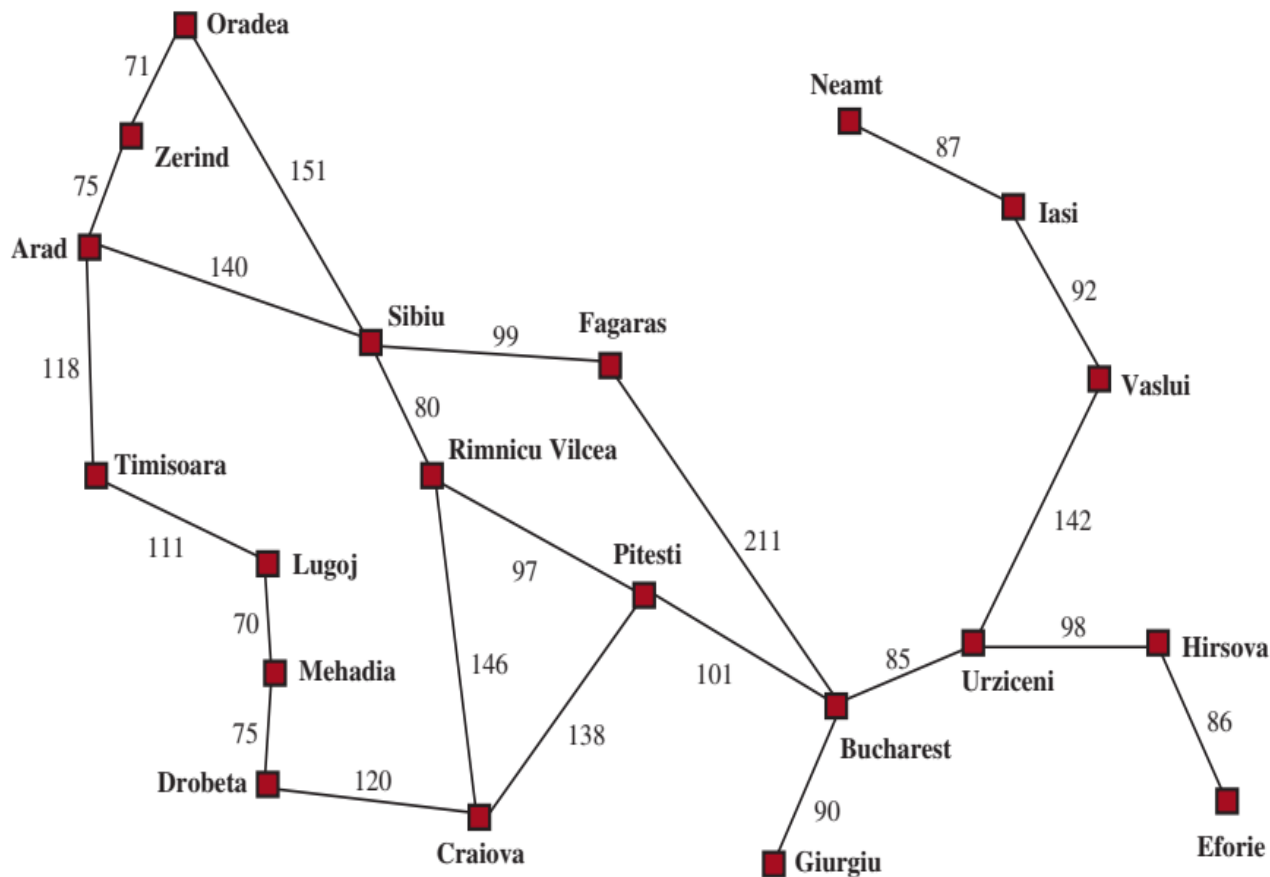 Oradea
71
Neamt
87
Zerind
151
75
Iasi
Arad
140
92
Sibiu
99
Fagaras
118
Vaslui
80
Timisoara
Rimnicu Vilcea
142
111
Lugoj
97
Pitesti
211
70
Mehadia
146
101
85
98
Hirsova
Urziceni
75
138
86
Bucharest
Drobeta
120
90
Craiova
Giurgiu
Eforie